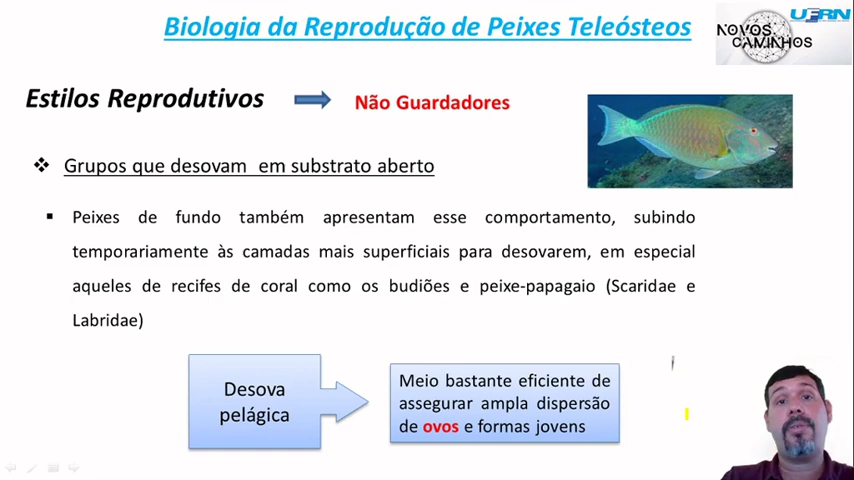 Biologia da Reprodução de Peixes Teleósteos
NOVOS
CAMINHOS
UFRN
Estilos Reprodutivos
Não Guardadores
❖ Grupos que desovam em substrato aberto
▪ Peixes de fundo também apresentam esse comportamento, subindo
temporariamente às camadas mais superficiais para desovarem, em especial
aqueles de recifes de coral como os budiões e peixe-papagaio (Scaridae e
Labridae)
Desova
pelágica
Meio bastante eficiente de
assegurar ampla dispersão
de ovos e formas jovens